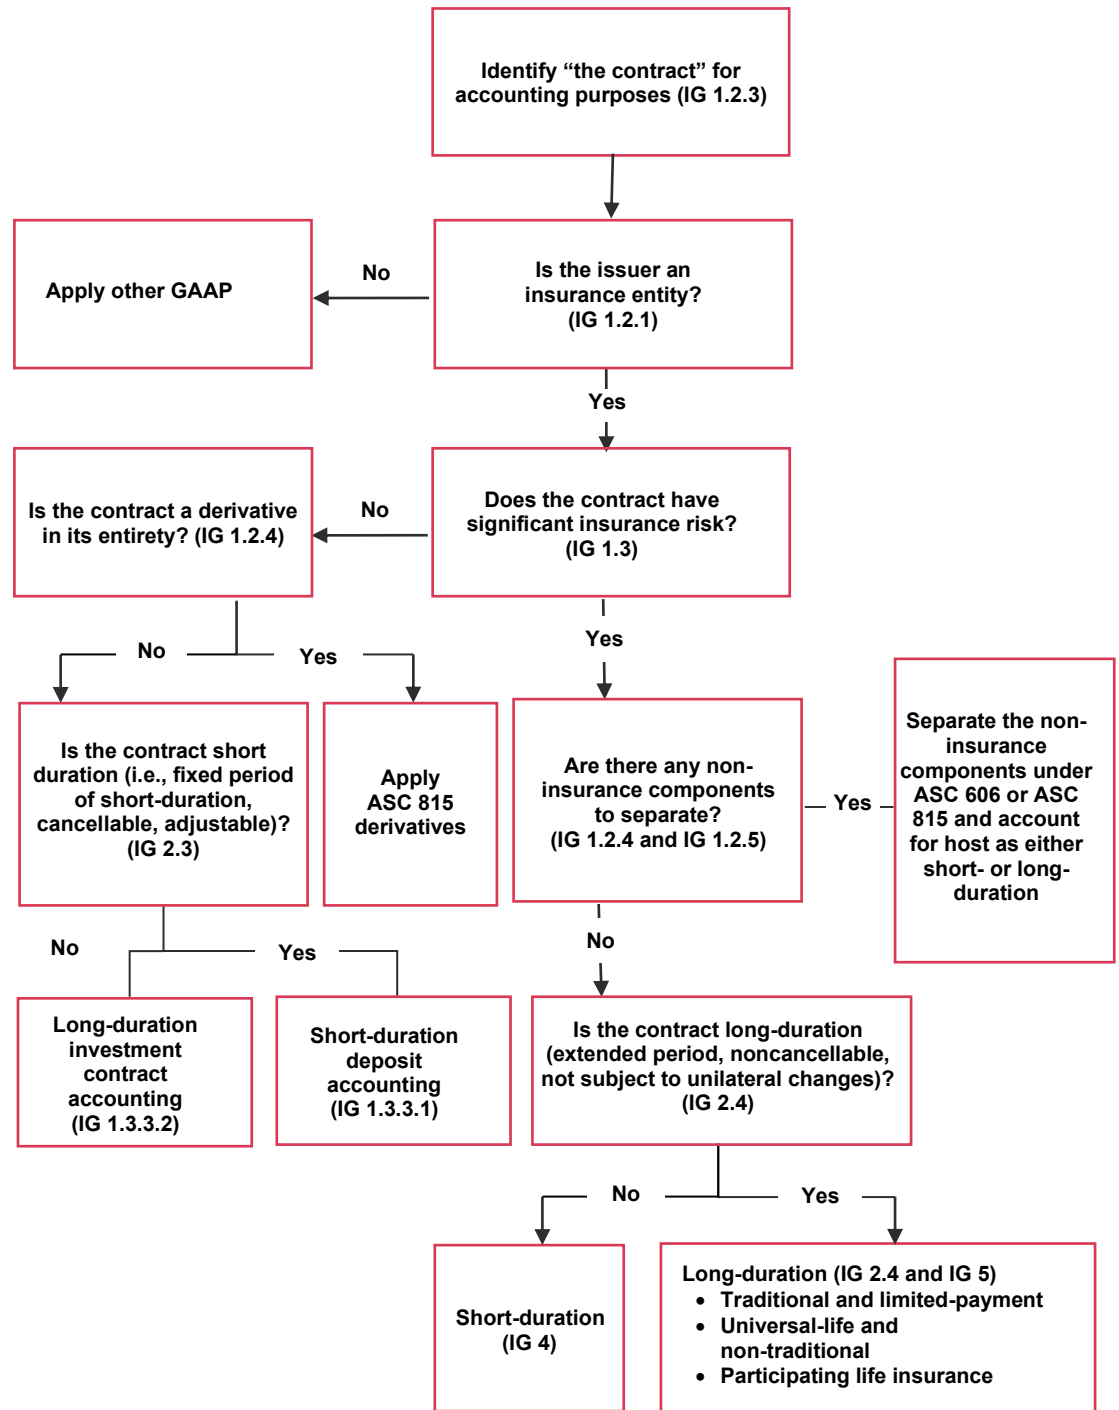 Identify “the contract” for
accounting purposes (IG 1.2.3)
Apply other GAAP
No
Is the issuer an
insurance entity?
(IG 1.2.1)
Yes
Is the contract a derivative
in its entirety? (IG 1.2.4)
No
Does the contract have
significant insurance risk?
(IG 1.3)
No
Yes
Yes
Is the contract short
duration (i.e., fixed period
of short-duration,
cancellable, adjustable)?
(IG 2.3)
Apply
ASC 815
derivatives
Are there any non-
insurance components
to separate?
(IG 1.2.4 and IG 1.2.5)
Yes
Separate the non-
insurance
components under
ASC 606 or ASC
815 and account
for host as either
short- or long-
duration
No
Yes
No
Long-duration
investment
contract
accounting
(IG 1.3.3.2)
Short-duration
deposit
accounting
(IG 1.3.3.1)
Is the contract long-duration
(extended period, noncancellable,
not subject to unilateral changes)?
(IG 2.4)
No
Yes
Short-duration
(IG 4)
Long-duration (IG 2.4 and IG 5)
• Traditional and limited-payment
• Universal-life and
non-traditional
• Participating life insurance